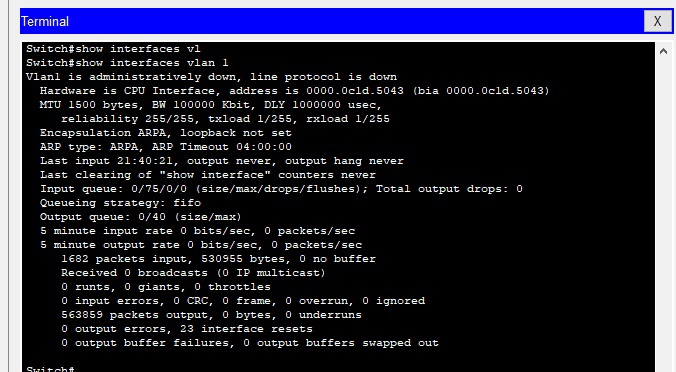 Terminal
X
Switch#show interfaces vl
Switch#show interfaces vlan 1
Vlan1 is administratively down, line protocol is down
Hardware is CPU Interface, address is 0000.0c1d.5043 (bia 0000.0c1d.5043)
MTU 1500 bytes, BW 100000 Kbit, DLY 1000000 usec,
reliability 255/255, txload 1/255, rxload 1/255
Encapsulation ARPA, loopback not set
ARP type: ARPA, ARP Timeout 04:00:00
Last input 21:40:21, output never, output hang never
Last clearing of "show interface" counters never
Input queue: 0/75/0/0 (size/max/drops/flushes); Total output drops: 0
Queueing strategy: fifo
Output queue: 0/40 (size/max)
5 minute input rate 0 bits/sec, 0 packets/sec
5 minute output rate 0 bits/sec, 0 packets/sec
1682 packets input, 530955 bytes, 0 no buffer
Received 0 broadcasts (0 IP multicast)
0 runts, 0 giants, 0 throttles
0 input errors, 0 CRC, 0 frame, 0 overrun, 0 ignored
563859 packets output, 0 bytes, 0 underruns
0 output errors, 23 interface resets
0 output buffer failures, 0 output buffers swapped out
Switch#